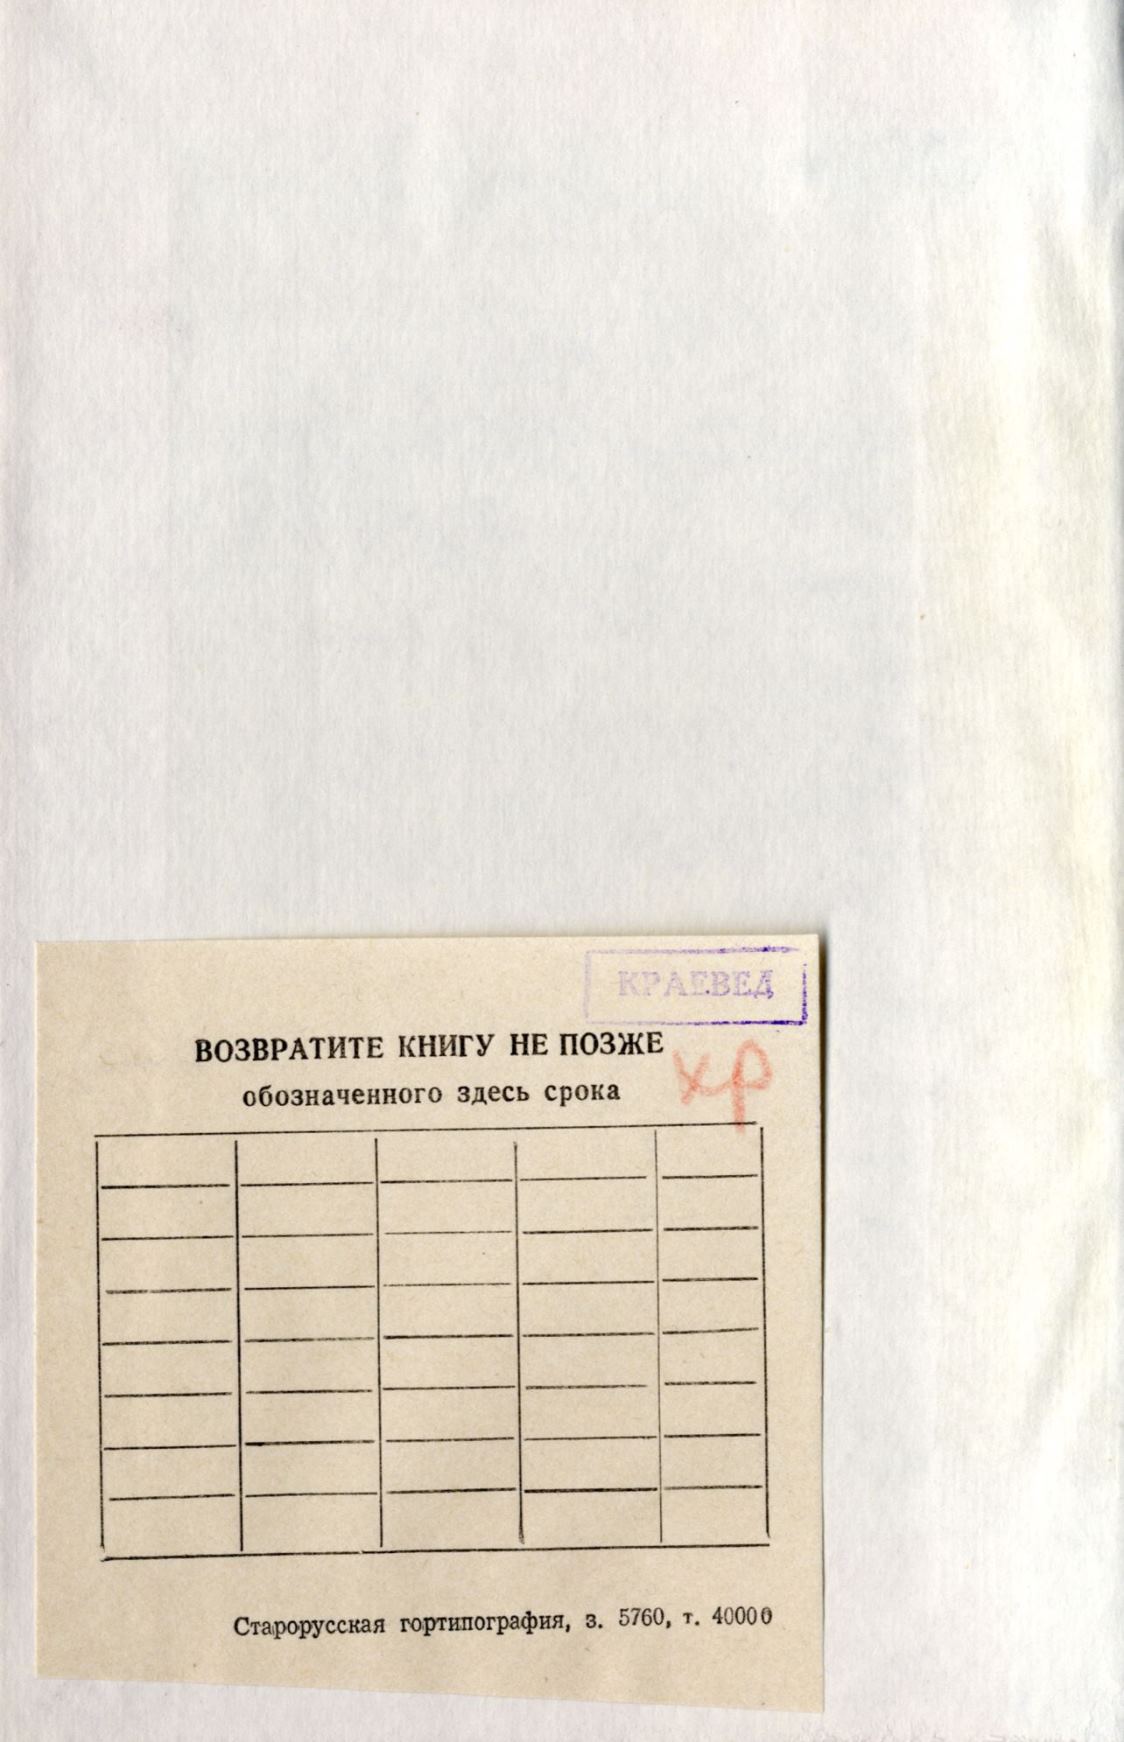 КРАЕВЕД
ВОЗВРАТИТЕ КНИГУ НЕ ПОЗЖЕ
хр
обозначенного здесь срока
Старорусская гортипография, з. 5760, т. 40000